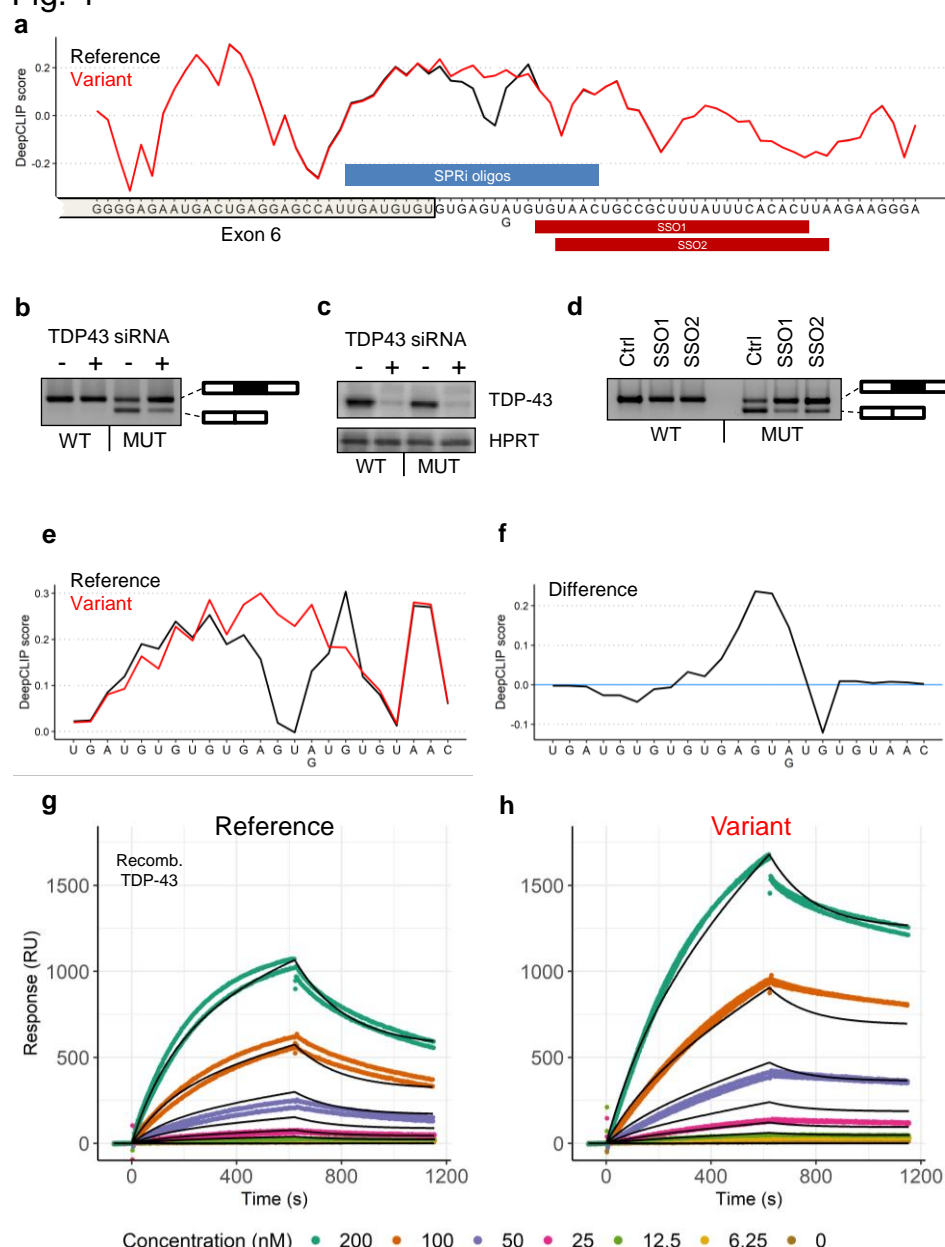 Fig.
a
Reference
Variant
DeepCLIP score
0.2
0.0
-0.2
SPRi oligos
GGGGAGAAUGACUGAGGAGCCAUUGAUGUGUGUGAGUAUGUGUAACUGCCGCUUUAUUUCACACUUAAGAAGGGA
G
Exon 6
SSO1
SSO2
b
TDP43 siRNA
- + - +
WT MUT
c
TDP43 siRNA
- + - +
TDP-43
HPRT
WT MUT
d
Ctrl SSO1 SSO2 Ctrl SSO1 SSO2
WT MUT
e
Reference
Variant
DeepCLIP score
0.3
0.2
0.1
0.0
U G A U G U G U G U G A G U A U G U G U A A C
G
f
Difference
DeepCLIP score
0.2
0.1
0.0
-0.1
U G A U G U G U G U G A G U A U G U G U A A C
G
g
Reference
Recomb.
TDP-43
Response (RU)
1500
1000
500
0
0 400 800 1200
Time (s)
h
Variant
1500
1000
500
0
0 400 800 1200
Time (s)
Concentration (nM) 200 100 50 25 12.5 6.25 0